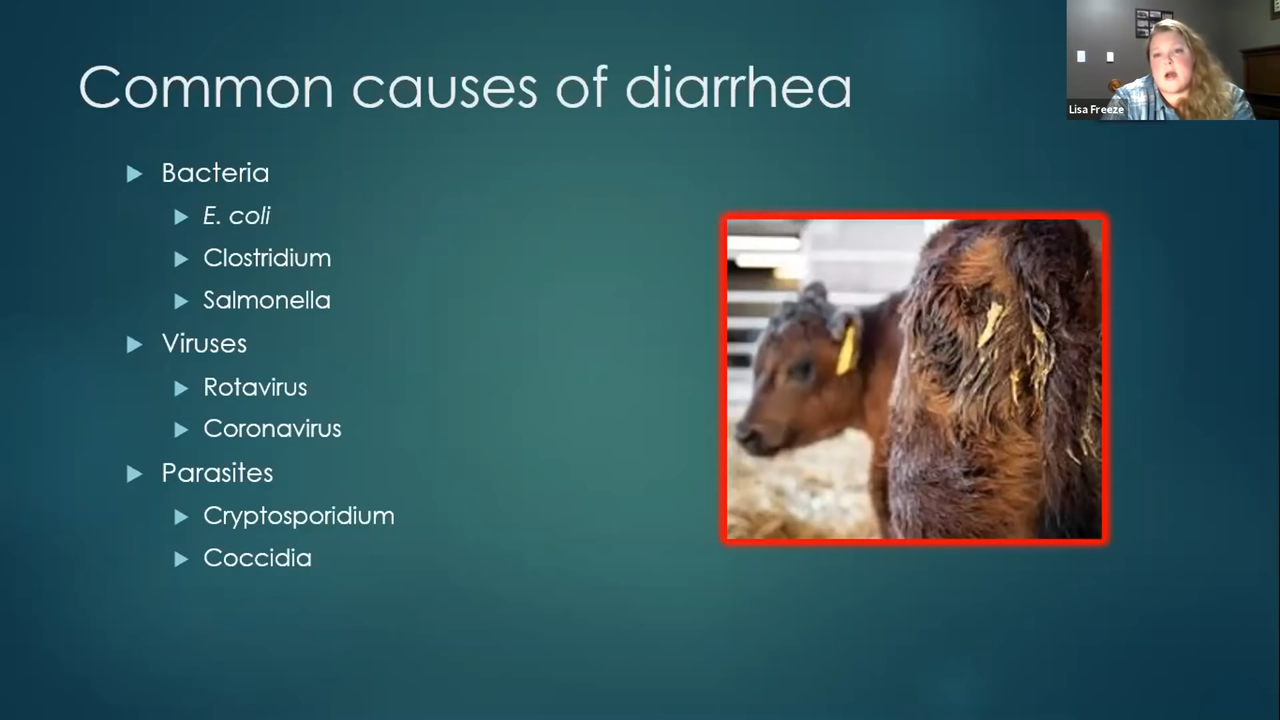 Common causes of diarrhea
Lisa Freeze
Bacteria
E. coli
Clostridium
Salmonella
Viruses
Rotavirus
Coronavirus
Parasites
Cryptosporidium
Coccidia